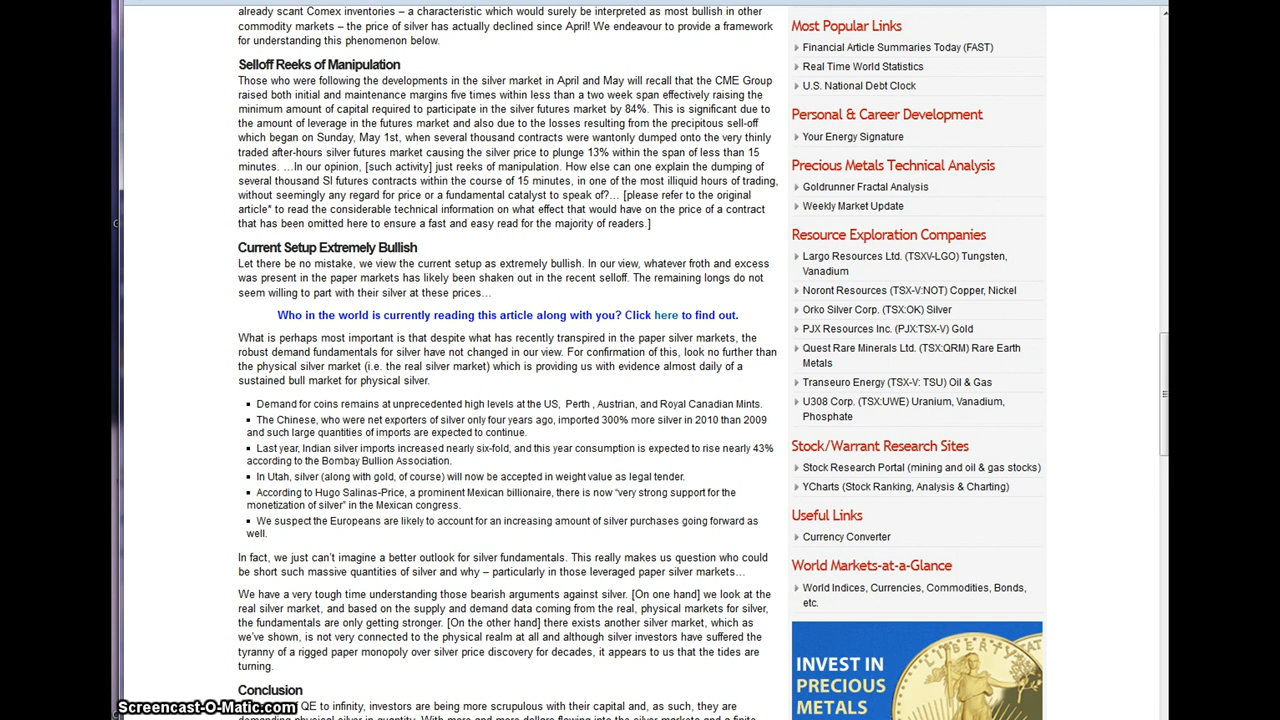 already scant Comex inventories – a characteristic which would surely be interpreted as most bullish in other
commodity markets – the price of silver has actually declined since April! We endeavour to provide a framework
for understanding this phenomenon below.
Selloff Reeks of Manipulation
Those who were following the developments in the silver market in April and May will recall that the CME Group
raised both initial and maintenance margins five times within less than a two week span effectively raising the
minimum amount of capital required to participate in the silver futures market by 84%. This is significant due to
the amount of leverage in the futures market and also due to the losses resulting from the precipitous sell-off
which began on Sunday, May 1st, when several thousand contracts were wantonly dumped onto the very thinly
traded after-hours silver futures market causing the silver price to plunge 13% within the span of less than 15
minutes. …In our opinion, [such activity] just reeks of manipulation. How else can one explain the dumping of
several thousand SI futures contracts within the course of 15 minutes, in one of the most illiquid hours of trading,
without seemingly any regard for price or a fundamental catalyst to speak of?… [please refer to the original
article* to read the considerable technical information on what effect that would have on the price of a contract
that has been omitted here to ensure a fast and easy read for the majority of readers.]
Current Setup Extremely Bullish
Let there be no mistake, we view the current setup as extremely bullish. In our view, whatever froth and excess
was present in the paper markets has likely been shaken out in the recent selloff. The remaining longs do not
seem willing to part with their silver at these prices…
Who in the world is currently reading this article along with you? Click here to find out.
What is perhaps most important is that despite what has recently transpired in the paper silver markets, the
robust demand fundamentals for silver have not changed in our view. For confirmation of this, look no further than
the physical silver market (i.e. the real silver market) which is providing us with evidence almost daily of a
sustained bull market for physical silver.
Demand for coins remains at unprecedented high levels at the US, Perth , Austrian, and Royal Canadian Mints.
The Chinese, who were net exporters of silver only four years ago, imported 300% more silver in 2010 than 2009
and such large quantities of imports are expected to continue.
Last year, Indian silver imports increased nearly six-fold, and this year consumption is expected to rise nearly 43%
according to the Bombay Bullion Association.
In Utah, silver (along with gold, of course) will now be accepted in weight value as legal tender.
According to Hugo Salinas-Price, a prominent Mexican billionaire, there is now “very strong support for the
monetization of silver” in the Mexican congress.
We suspect the Europeans are likely to account for an increasing amount of silver purchases going forward as
well.
In fact, we just can’t imagine a better outlook for silver fundamentals. This really makes us question who could
be short such massive quantities of silver and why – particularly in those leveraged paper silver markets…
We have a very tough time understanding those bearish arguments against silver. [On one hand] we look at the
real silver market, and based on the supply and demand data coming from the real, physical markets for silver,
the fundamentals are only getting stronger. [On the other hand] there exists another silver market, which as
we’ve shown, is not very connected to the physical realm at all and although silver investors have suffered the
tyranny of a rigged paper monopoly over silver price discovery for decades, it appears to us that the tides are
turning.
Conclusion
QE to infinity, investors are being more scrupulous with their capital and, as such, they are
demanding physical silver in quantity. With more and more dollars flowing into the silver markets and a finite
Most Popular Links
Financial Article Summaries Today (FAST)
Real Time World Statistics
U.S. National Debt Clock
Personal & Career Development
Your Energy Signature
Precious Metals Technical Analysis
Goldrunner Fractal Analysis
Weekly Market Update
Resource Exploration Companies
Largo Resources Ltd. (TSXV-LGO) Tungsten,
Vanadium
Noront Resources (TSX-V:NOT) Copper, Nickel
Orko Silver Corp. (TSX:OK) Silver
PJX Resources Inc. (PJX:TSX-V) Gold
Quest Rare Minerals Ltd. (TSX:QRM) Rare Earth
Metals
Transeuro Energy (TSX-V: TSU) Oil & Gas
U308 Corp. (TSX:UWE) Uranium, Vanadium,
Phosphate
Stock/Warrant Research Sites
Stock Research Portal (mining and oil & gas stocks)
YCharts (Stock Ranking, Analysis & Charting)
Useful Links
Currency Converter
World Markets-at-a-Glance
World Indices, Currencies, Commodities, Bonds,
etc.
INVEST IN
PRECIOUS
METALS
LIBERTY
Screencast-O-Matic.com